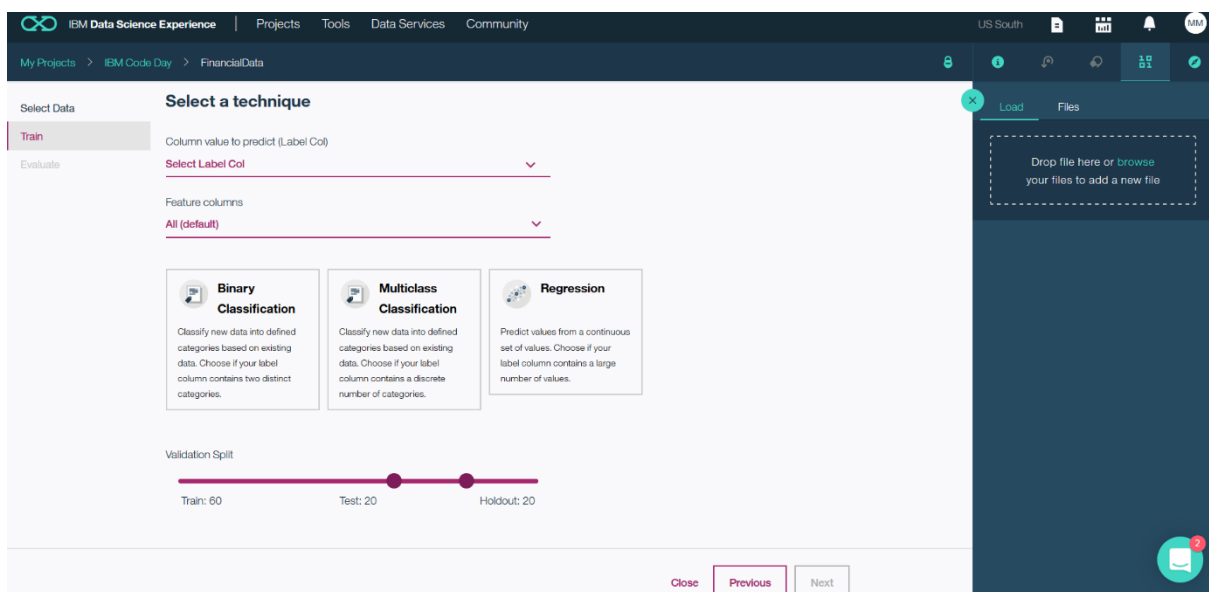 IBM Data Science Experience | Projects Tools Data Services Community US South MM
My Projects > IBM Code Day > FinancialData
Select Data
Train
Evaluate
Select a technique
Column value to predict (Label Col)
Select Label Col
Feature columns
All (default)
Binary
Classification
Classify new data into defined
categories based on existing
data. Choose if your label
column contains two distinct
categories.
Multiclass
Classification
Classify new data into defined
categories based on existing
data. Choose if your label
column contains a discrete
number of categories.
Regression
Predict values from a continuous
set of values. Choose if your
label column contains a large
number of values.
Validation Split
Train: 60 Test: 20 Holdout: 20
Close Previous Next
Load Files
Drop file here or browse
your files to add a new file
2